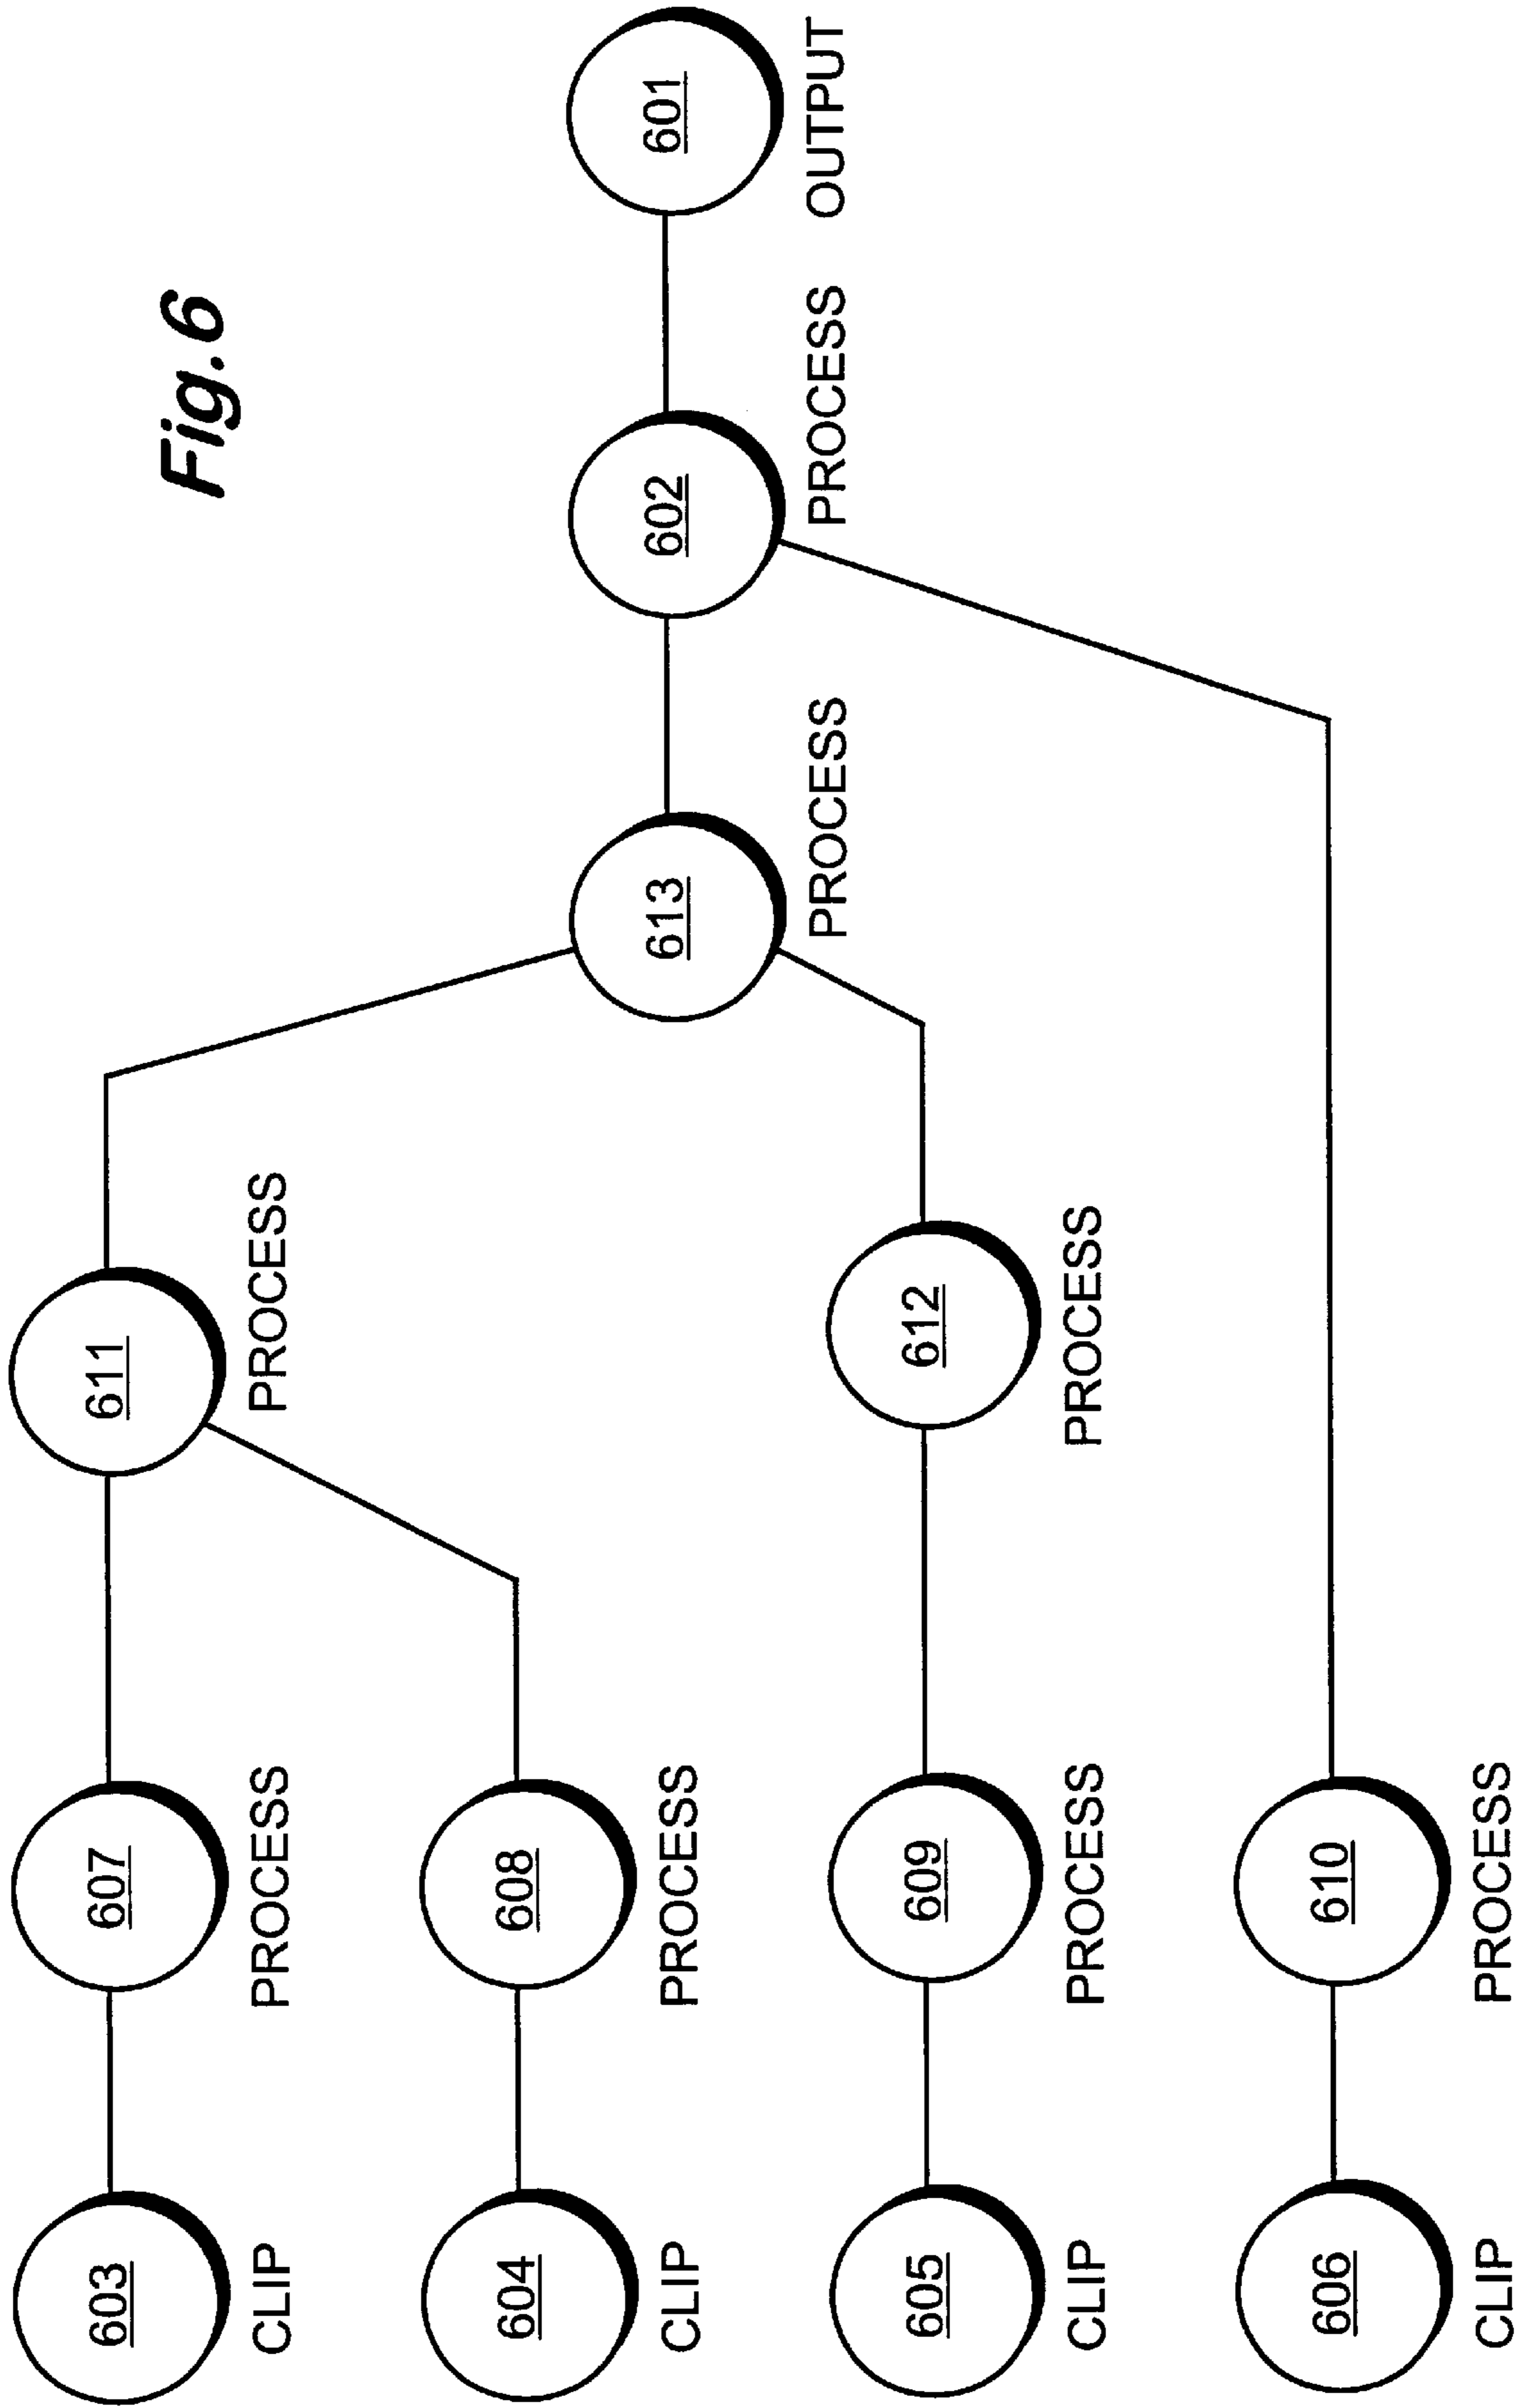 Fig.6
603
CLIP
607
PROCESS
611
PROCESS
604
CLIP
608
PROCESS
613
PROCESS
602
PROCESS
601
OUTPUT
605
CLIP
609
PROCESS
612
PROCESS
606
CLIP
610
PROCESS